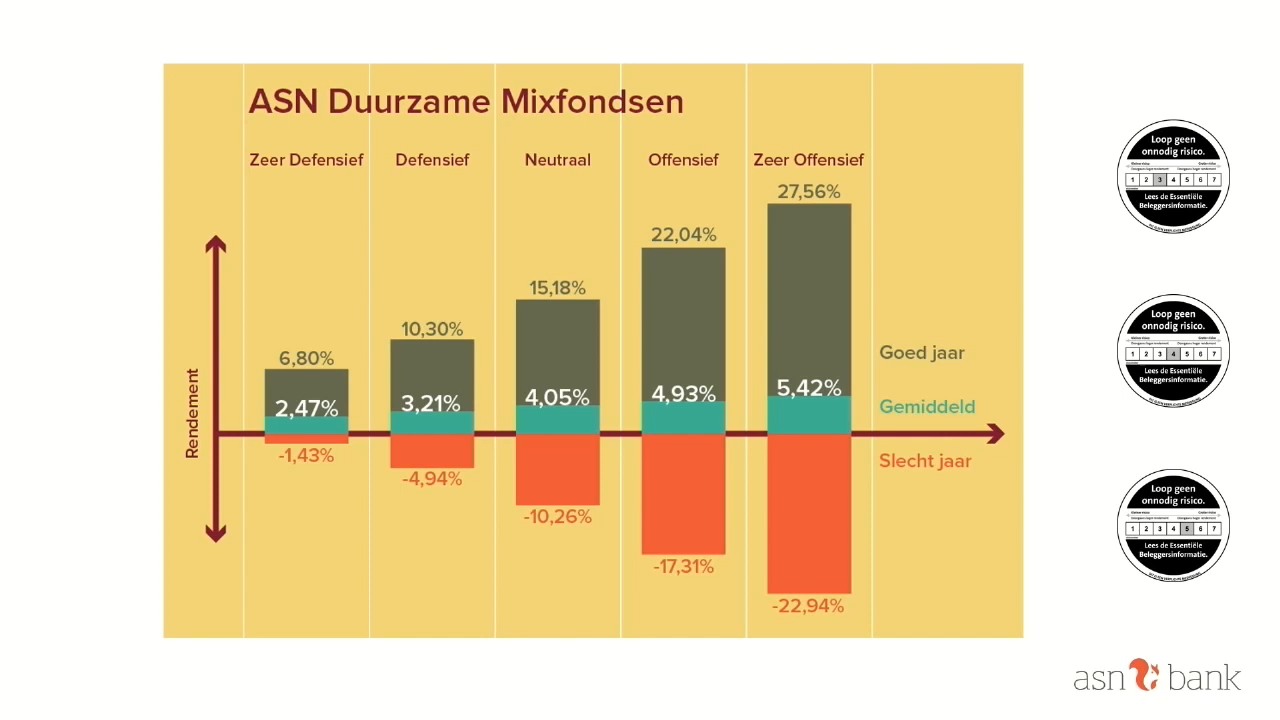 ASN Duurzame Mixfondsen
Zeer Defensief
Defensief
Neutraal
Offensief
Zeer Offensief
6,80%
10,30%
15,18%
22,04%
27,56%
2,47%
3,21%
4,05%
4,93%
5,42%
-1,43%
-4,94%
-10,26%
-17,31%
-22,94%
Rendement
Goed jaar
Gemiddeld
Slecht jaar
Loop geen
onnodig risico.
1 2 3 4 5 6 7
Lees de Essentiële
Beleggersinformatie.
Loop geen
onnodig risico.
1 2 3 4 5 6 7
Lees de Essentiële
Beleggersinformatie.
Loop geen
onnodig risico.
1 2 3 4 5 6 7
Lees de Essentiële
Beleggersinformatie.
asn bank